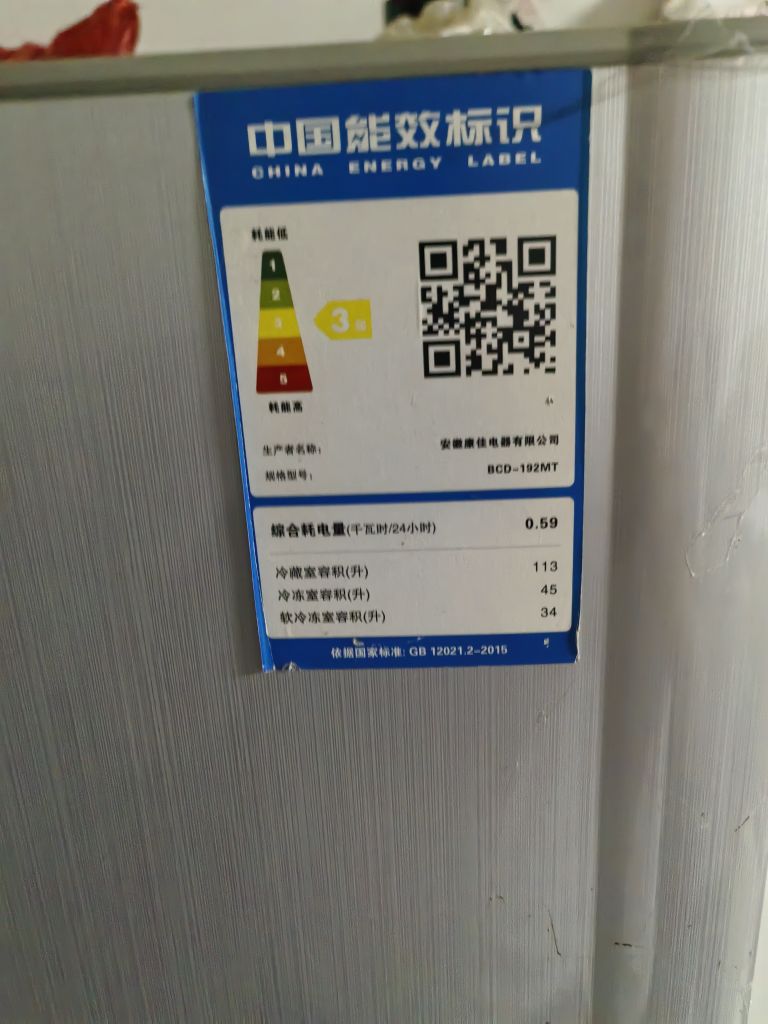 中国能效标识
CHINA ENERGY LABEL
耗能低
1
2
3
3级
4
5
耗能高
生产者名称: 安徽康佳电器有限公司
规格型号: BCD-192MT
综合耗电量(千瓦时/24小时) 0.59
冷藏室容积(升) 113
冷冻室容积(升) 45
软冷冻室容积(升) 34
依据国家标准: GB 12021.2-2015